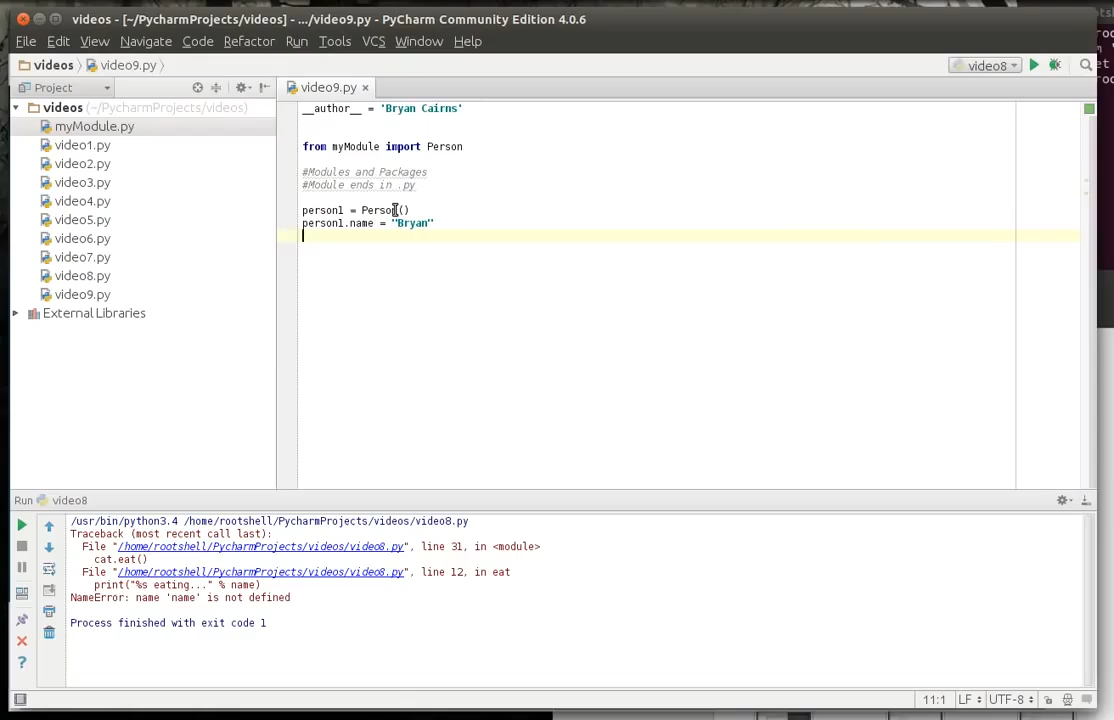 videos - [~/PycharmProjects/videos] - .../video9.py - PyCharm Community Edition 4.0.6
File Edit View Navigate Code Refactor Run Tools VCS Window Help
videos video9.py video8
Project video9.py
videos (~/PycharmProjects/videos)
myModule.py
video1.py
video2.py
video3.py
video4.py
video5.py
video6.py
video7.py
video8.py
video9.py
External Libraries
__author__ = 'Bryan Cairns'
from myModule import Person
#Modules and Packages
#Module ends in .py
person1 = Person()
person1.name = "Bryan"
Run video8
/usr/bin/python3.4 /home/rootshell/PycharmProjects/videos/video8.py
Traceback (most recent call last):
File "/home/rootshell/PycharmProjects/videos/video8.py", line 31, in <module>
cat.eat()
File "/home/rootshell/PycharmProjects/videos/video8.py", line 12, in eat
print("%s eating..." % name)
NameError: name 'name' is not defined
Process finished with exit code 1
11:1 LF UTF-8